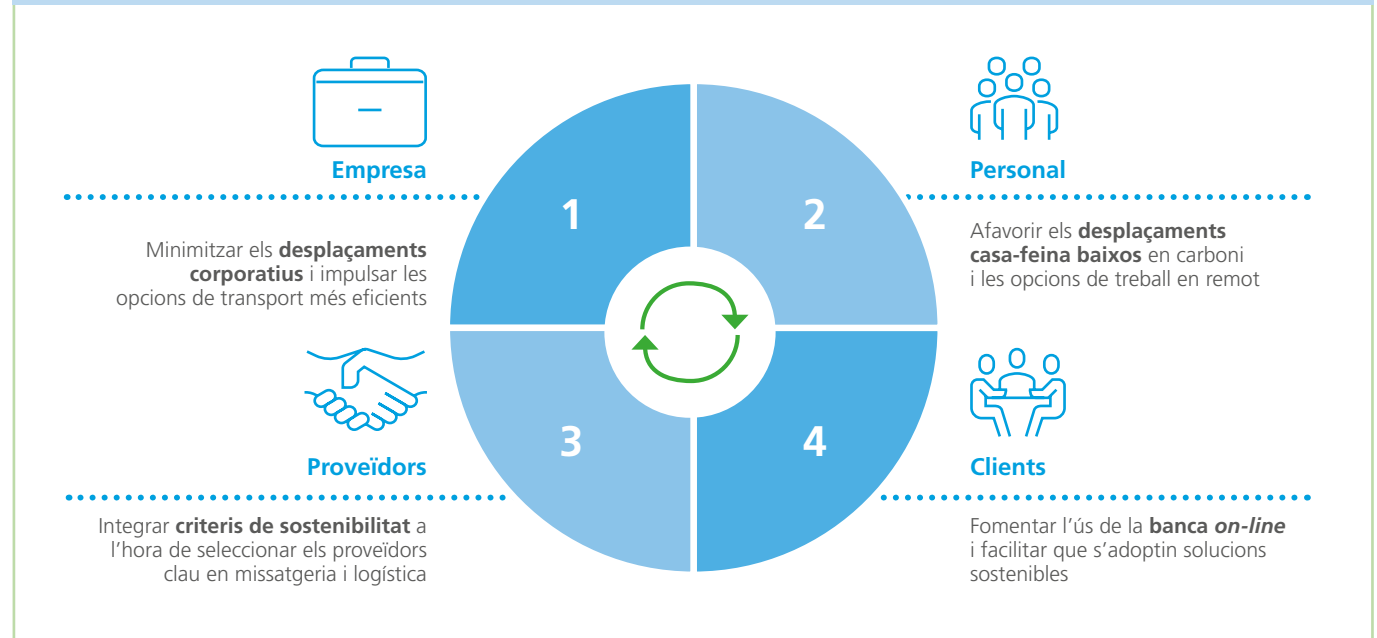 Empresa
Minimitzar els desplaçaments
corporatius i impulsar les
opcions de transport més eficients
1
2
Personal
Afavorir els desplaçaments
casa-feina baixos en carboni
i les opcions de treball en remot
Proveïdors
Integrar criteris de sostenibilitat a
l’hora de seleccionar els proveïdors
clau en missatgeria i logística
3
4
Clients
Fomentar l’ús de la banca on-line
i facilitar que s’adoptin solucions
sostenibles